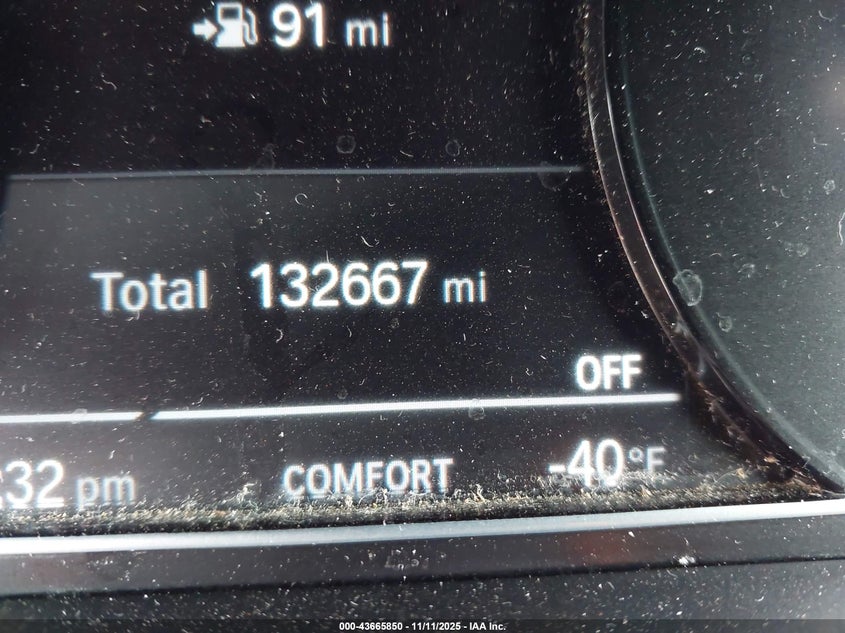 91 mi
Total 132667 mi
OFF
:32 pm COMFORT -40°F
000-43665850 - 11/11/2025 - IAA Inc.